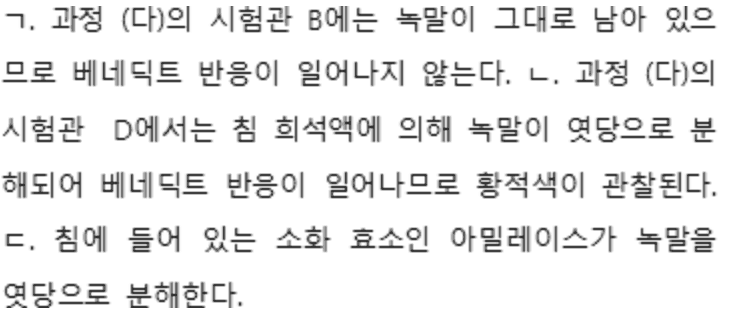 ㄱ. 과정 (다)의 시험관 B에는 녹말이 그대로 남아 있으
므로 베네딕트 반응이 일어나지 않는다. ㄴ. 과정 (다)의
시험관 D에서는 침 희석액에 의해 녹말이 엿당으로 분
해되어 베네딕트 반응이 일어나므로 황적색이 관찰된다.
ㄷ. 침에 들어 있는 소화 효소인 아밀레이스가 녹말을
엿당으로 분해한다.